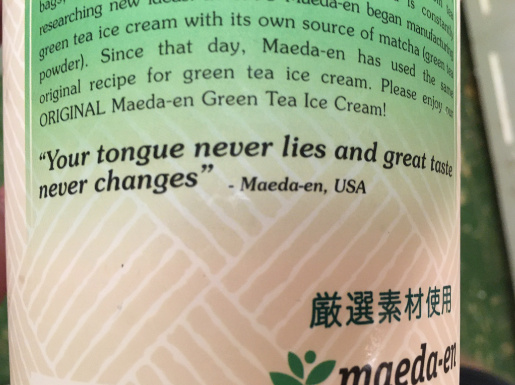 researching new
Maeda-en began manufacturing
green tea ice cream with its own source of matcha (green tea
powder). Since that day, Maeda-en has used the same
original recipe for green tea ice cream. Please enjoy our
ORIGINAL Maeda-en Green Tea Ice Cream!
“Your tongue never lies and great taste
never changes” - Maeda-en, USA
厳選素材使用
maeda-en